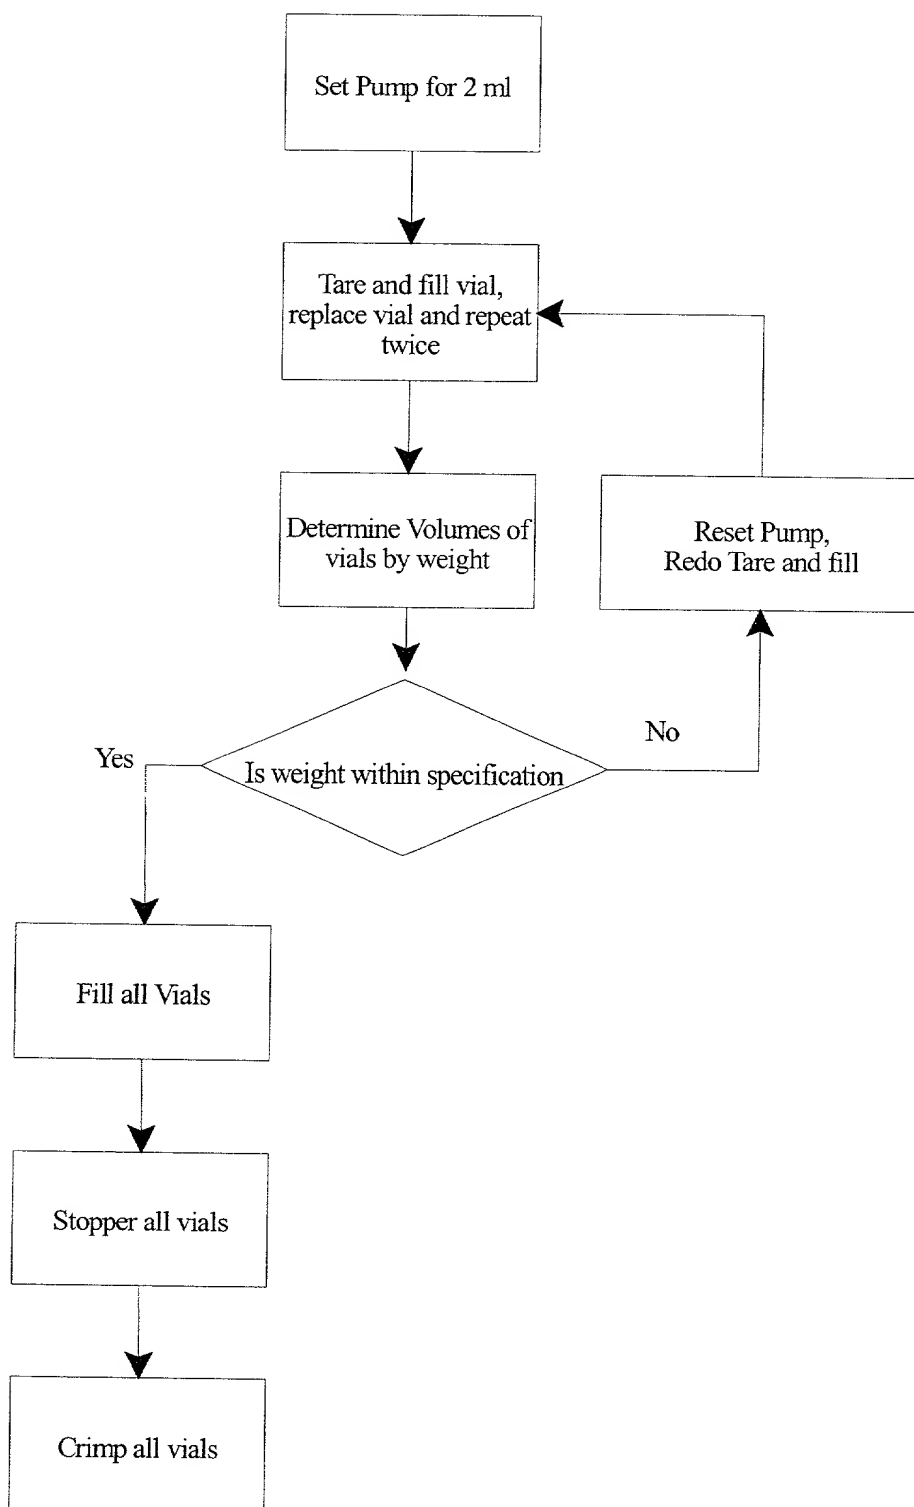 Set Pump for 2 ml
Tare and fill vial,
replace vial and repeat
twice
Determine Volumes of
vials by weight
Reset Pump,
Redo Tare and fill
No
Yes
Is weight within specification
Fill all Vials
Stopper all vials
Crimp all vials